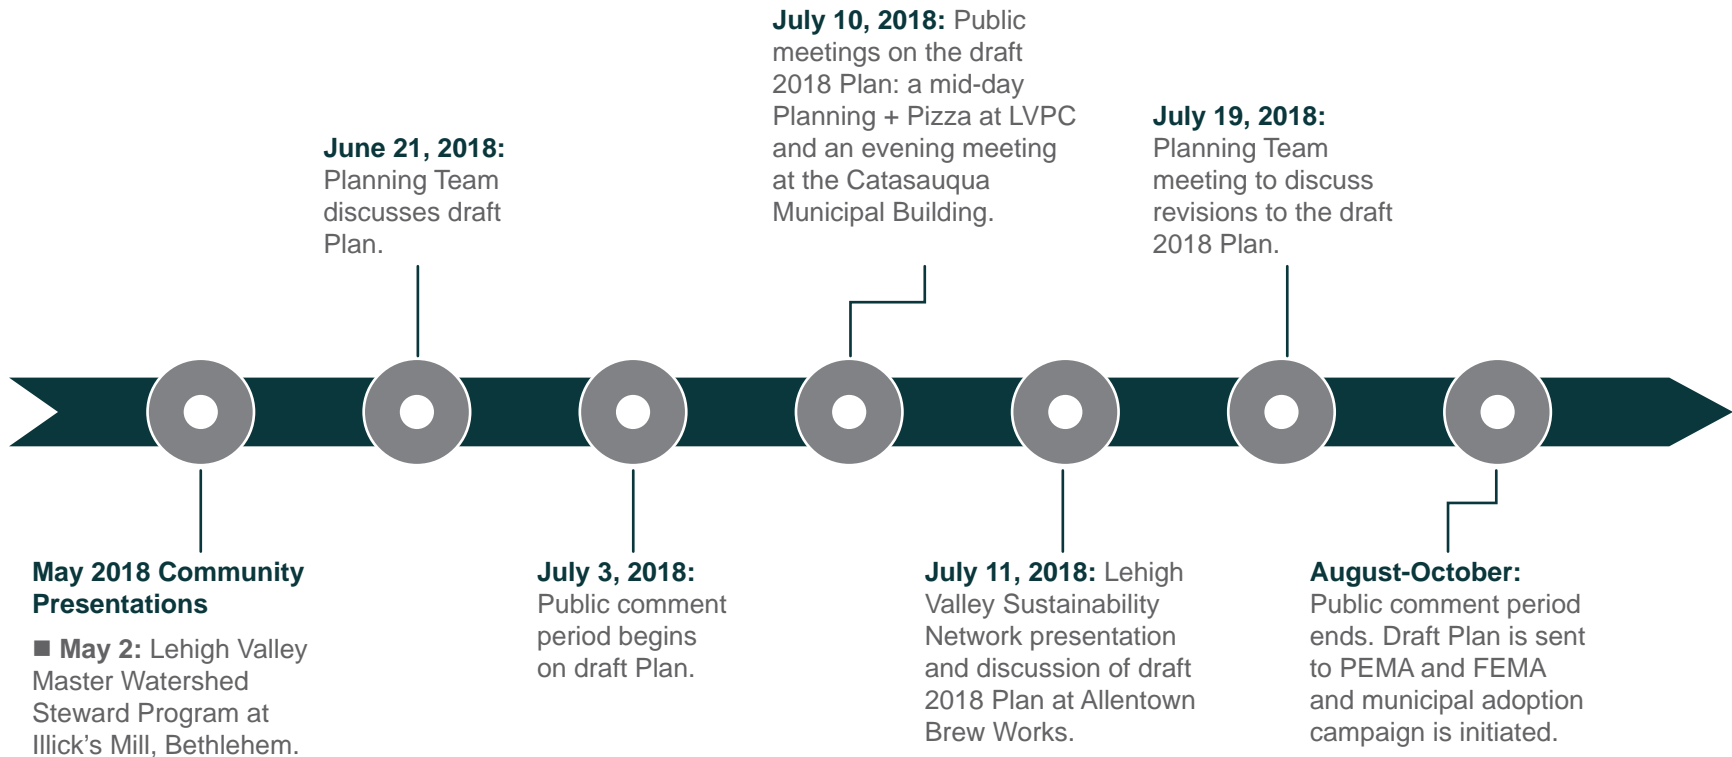 May 2018 Community
Presentations
■ May 2: Lehigh Valley
Master Watershed
Steward Program at
Illick’s Mill, Bethlehem.
June 21, 2018:
Planning Team
discusses draft
Plan.
July 3, 2018:
Public comment
period begins
on draft Plan.
July 10, 2018: Public
meetings on the draft
2018 Plan: a mid-day
Planning + Pizza at LVPC
and an evening meeting
at the Catasauqua
Municipal Building.
July 11, 2018: Lehigh
Valley Sustainability
Network presentation
and discussion of draft
2018 Plan at Allentown
Brew Works.
July 19, 2018:
Planning Team
meeting to discuss
revisions to the draft
2018 Plan.
August-October:
Public comment period
ends. Draft Plan is sent
to PEMA and FEMA
and municipal adoption
campaign is initiated.